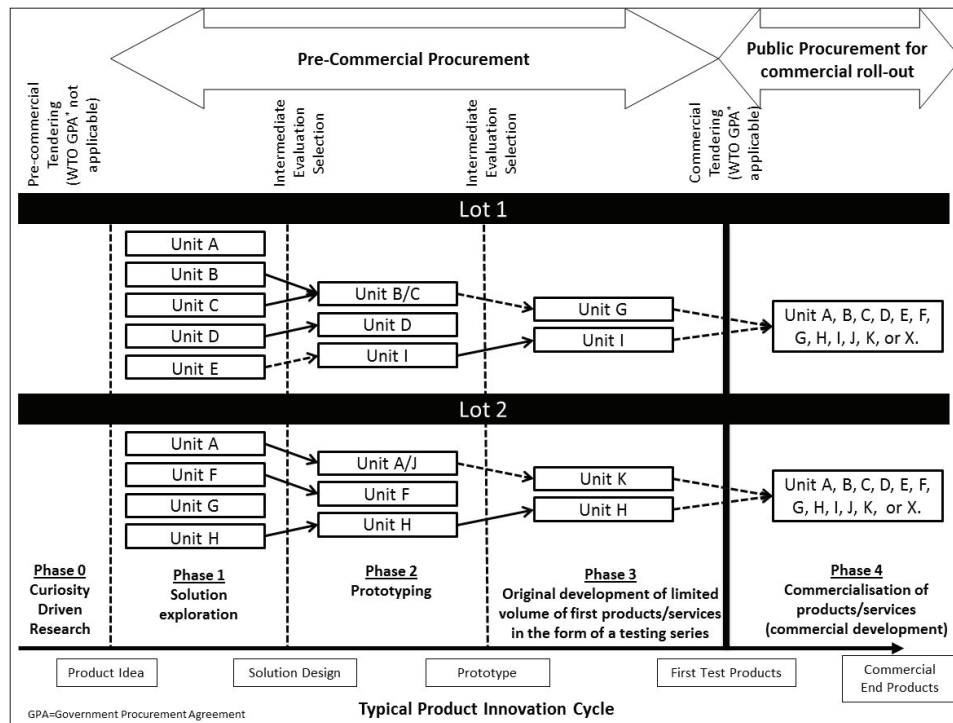 Pre-Commercial Procurement
Public Procurement for
commercial roll-out
Pre-commercial
Tendering
(WTO GPA* not
applicable)
Intermediate
Evaluation
Selection
Intermediate
Evaluation
Selection
Commercial
Tendering
(WTO GPA*
applicable)
Lot 1
Unit A
Unit B
Unit C
Unit D
Unit E
Unit B/C
Unit D
Unit I
Unit G
Unit I
Unit A, B, C, D, E, F,
G, H, I, J, K, or X.
Lot 2
Unit A
Unit F
Unit G
Unit H
Unit A/J
Unit F
Unit H
Unit K
Unit H
Unit A, B, C, D, E, F,
G, H, I, J, K, or X.
Phase 0
Curiosity
Driven
Research
Phase 1
Solution
exploration
Phase 2
Prototyping
Phase 3
Original development of limited
volume of first products/services
in the form of a testing series
Phase 4
Commercialisation of
products/services
(commercial development)
Product Idea
Solution Design
Prototype
First Test Products
Commercial
End Products
GPA=Government Procurement Agreement
Typical Product Innovation Cycle